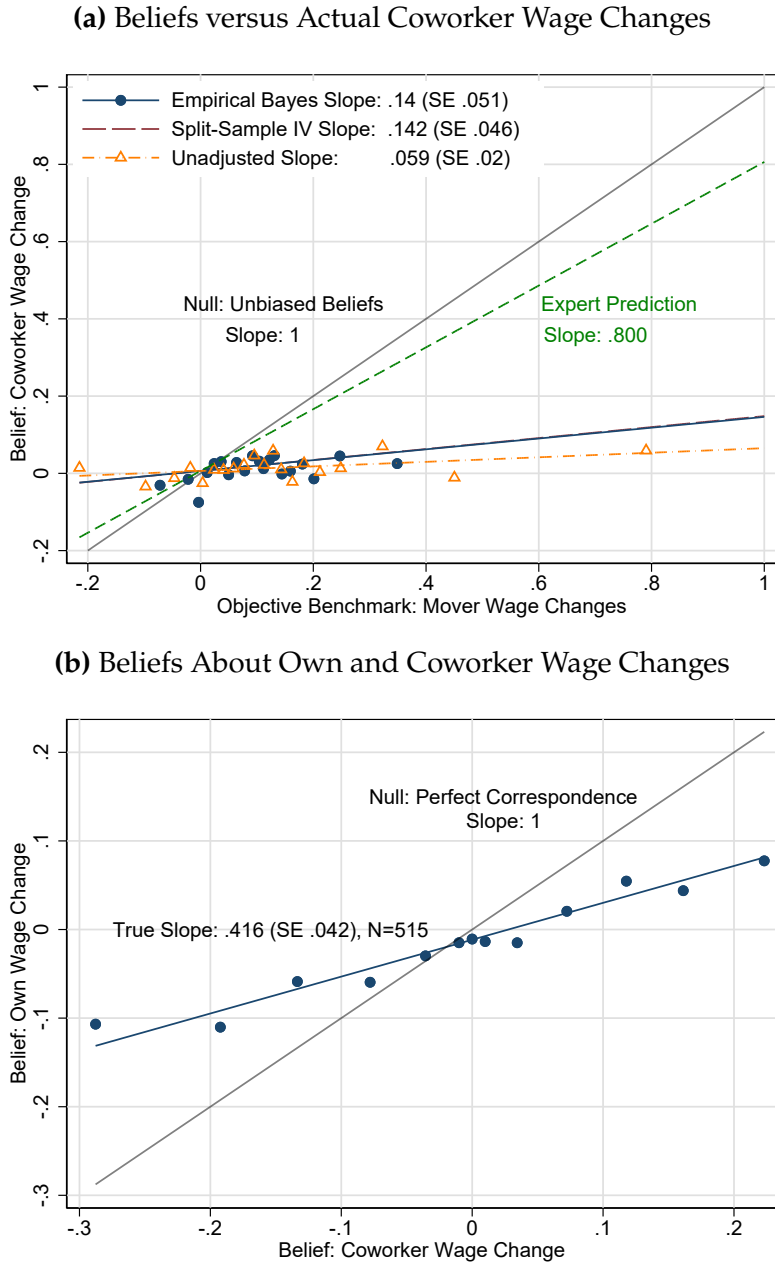 (a) Beliefs versus Actual Coworker Wage Changes
Empirical Bayes Slope: .14 (SE .051)
Split-Sample IV Slope: .142 (SE .046)
Unadjusted Slope: .059 (SE .02)
Null: Unbiased Beliefs
Slope: 1
Expert Prediction
Slope: .800
Belief: Coworker Wage Change
1
.8
.6
.4
.2
0
-.2
-.2 0 .2 .4 .6 .8 1
Objective Benchmark: Mover Wage Changes
(b) Beliefs About Own and Coworker Wage Changes
Null: Perfect Correspondence
Slope: 1
True Slope: .416 (SE .042), N=515
Belief: Own Wage Change
.2
.1
0
-.1
-.2
-.3
-.3 -.2 -.1 0 .1 .2
Belief: Coworker Wage Change